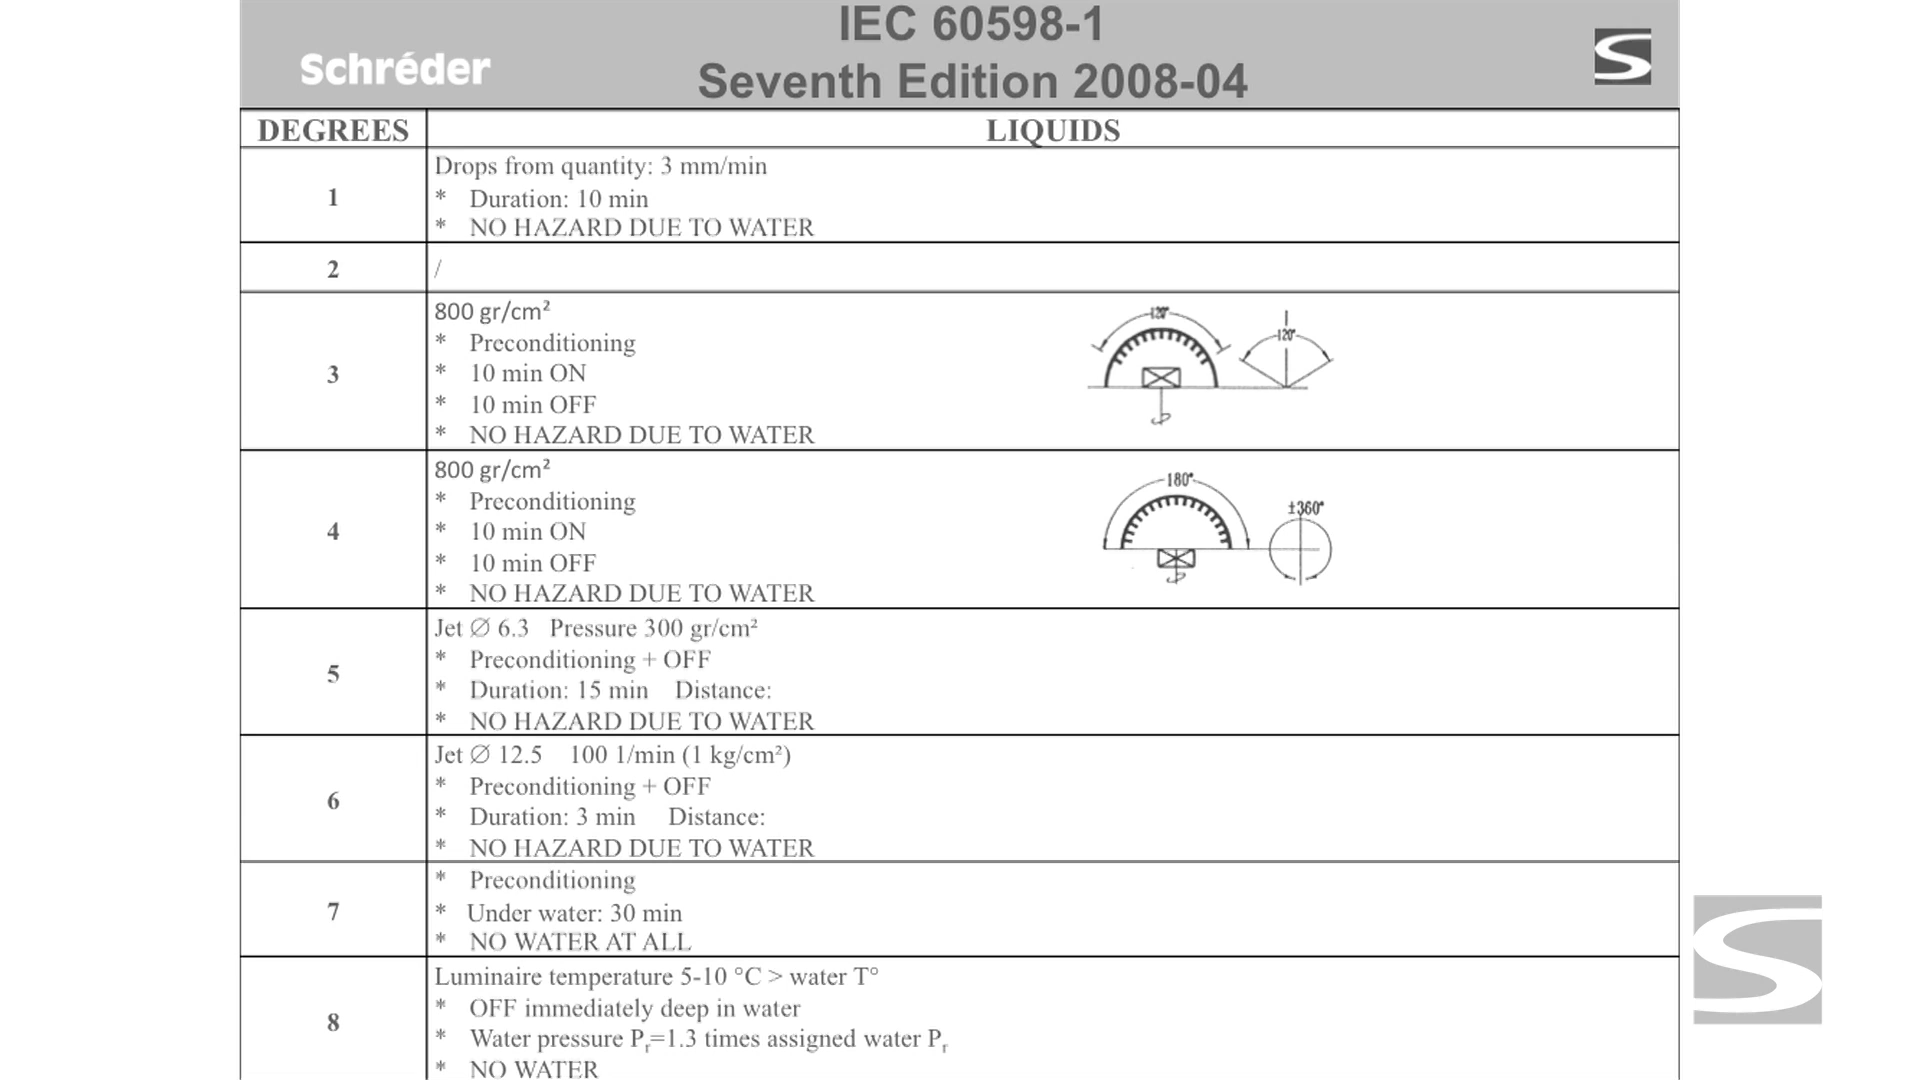 IEC 60598-1
Schréder
Seventh Edition 2008-04
DEGREES LIQUIDS
1
Drops from quantity: 3 mm/min
* Duration: 10 min
* NO HAZARD DUE TO WATER
2
/
3
800 gr/cm²
* Preconditioning
* 10 min ON
* 10 min OFF
* NO HAZARD DUE TO WATER
120°
120°
4
800 gr/cm²
* Preconditioning
* 10 min ON
* 10 min OFF
* NO HAZARD DUE TO WATER
180°
±360°
5
Jet ∅ 6.3 Pressure 300 gr/cm²
* Preconditioning + OFF
* Duration: 15 min Distance:
* NO HAZARD DUE TO WATER
6
Jet ∅ 12.5 100 l/min (1 kg/cm²)
* Preconditioning + OFF
* Duration: 3 min Distance:
* NO HAZARD DUE TO WATER
7
* Preconditioning
* Under water: 30 min
* NO WATER AT ALL
8
Luminaire temperature 5-10 °C > water T°
* OFF immediately deep in water
* Water pressure Pr=1.3 times assigned water Pr
* NO WATER